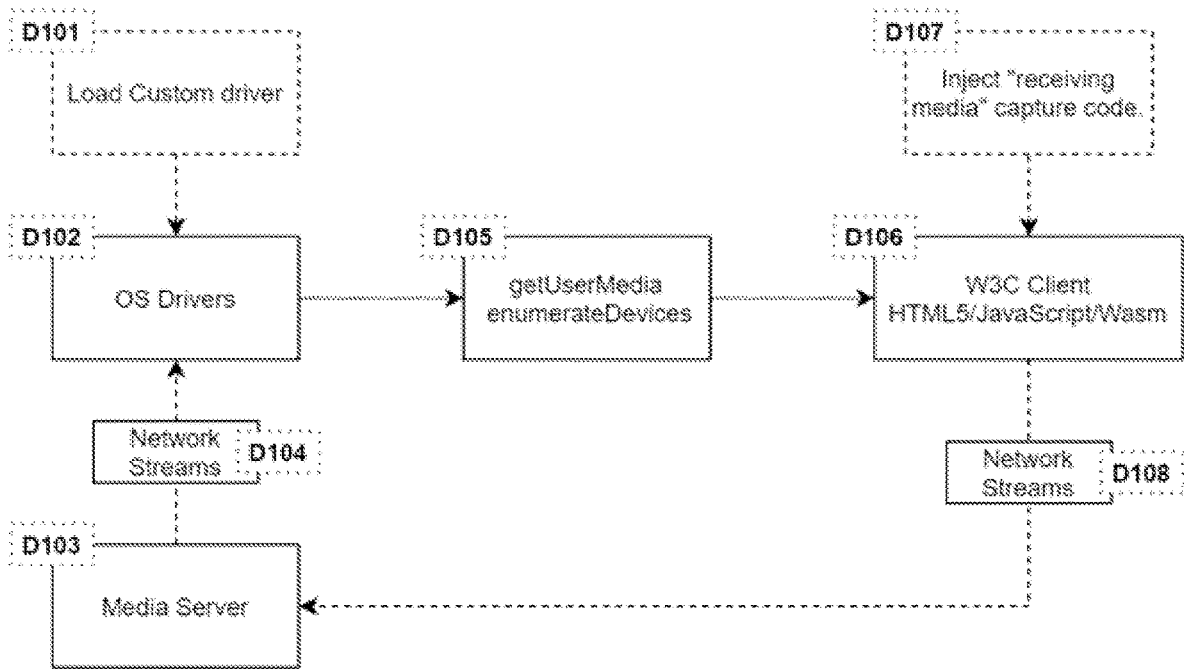 D101
Load Custom driver
D107
Inject "receiving
media" capture code.
D102
OS Drivers
D105
getUserMedia
enumerateDevices
D106
W3C Client
HTML5/JavaScript/Wasm
Network
Streams
D104
Network
Streams
D108
D103
Media Server